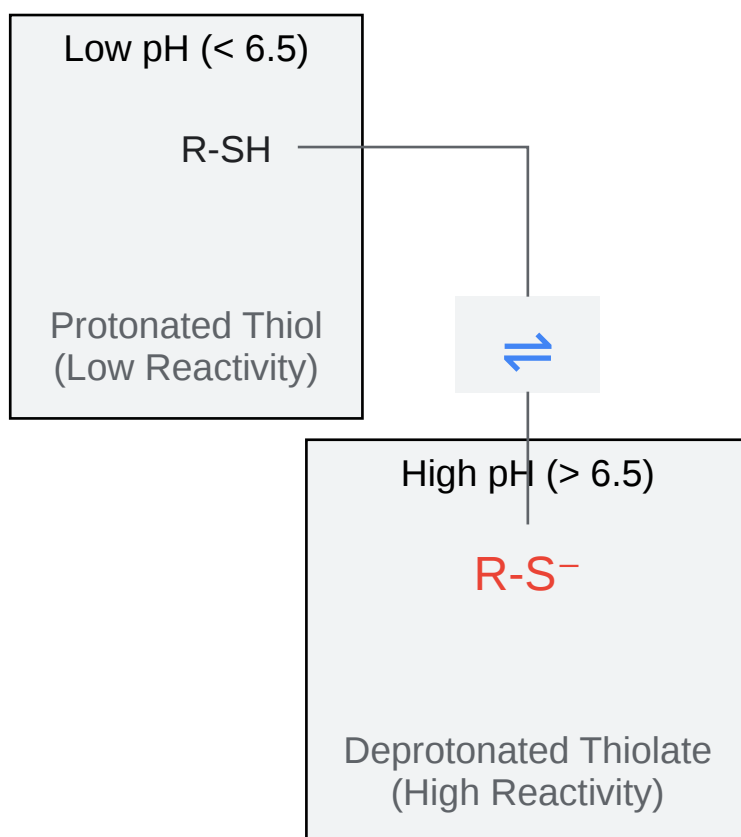 Low pH (< 6.5)
R-SH
Protonated Thiol
(Low Reactivity)
⇌
High pH (> 6.5)
R-S⁻
Deprotonated Thiolate
(High Reactivity)